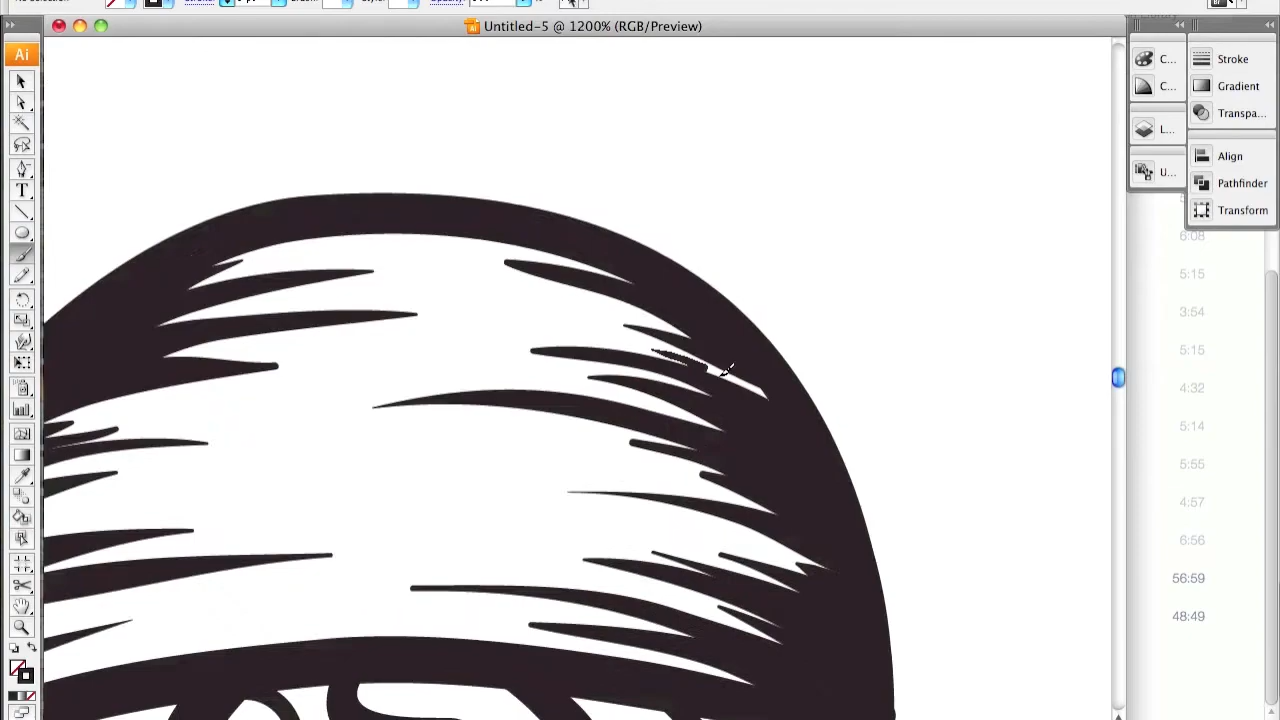 Untitled-5 @ 1200% (RGB/Preview)
Ai
T
C...
C...
L...
U...
Stroke
Gradient
Transpa...
Align
Pathfinder
Transform
6:08
5:15
3:54
5:15
4:32
5:14
5:55
4:57
6:56
56:59
48:49